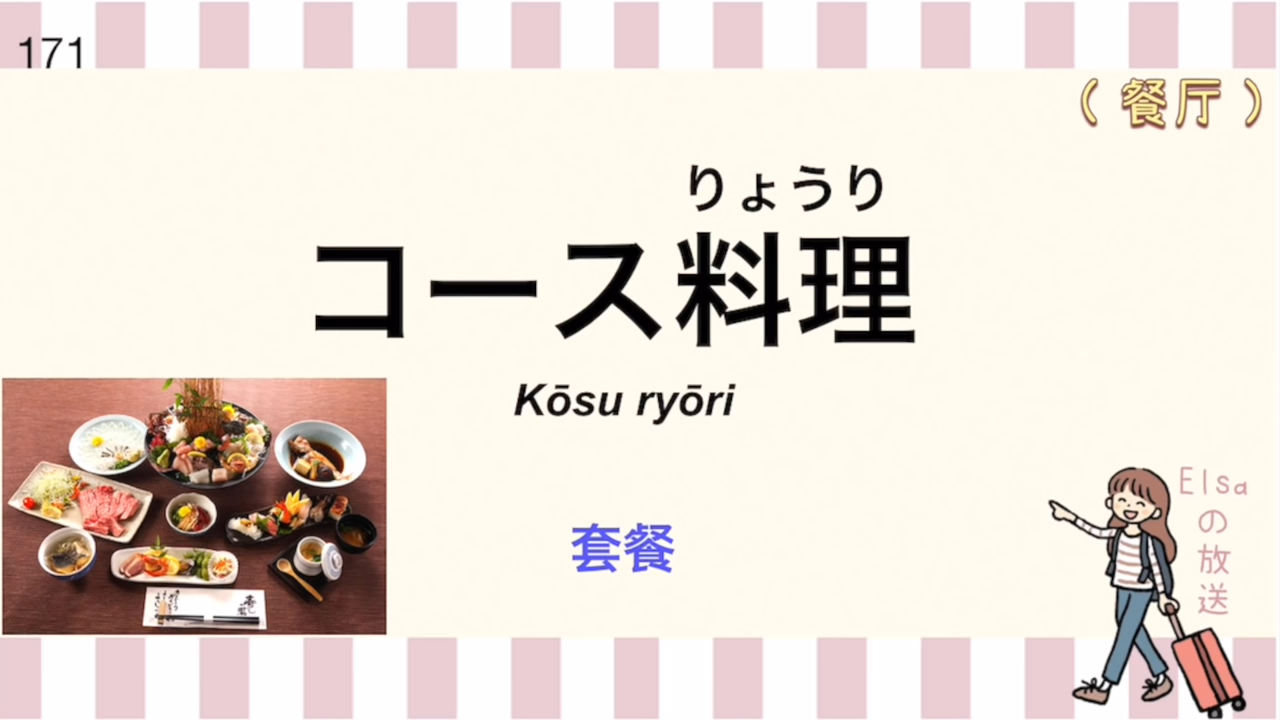 171
（餐厅）
りょうり
コース料理
Kōsu ryōri
套餐
Elsa
の
放
送